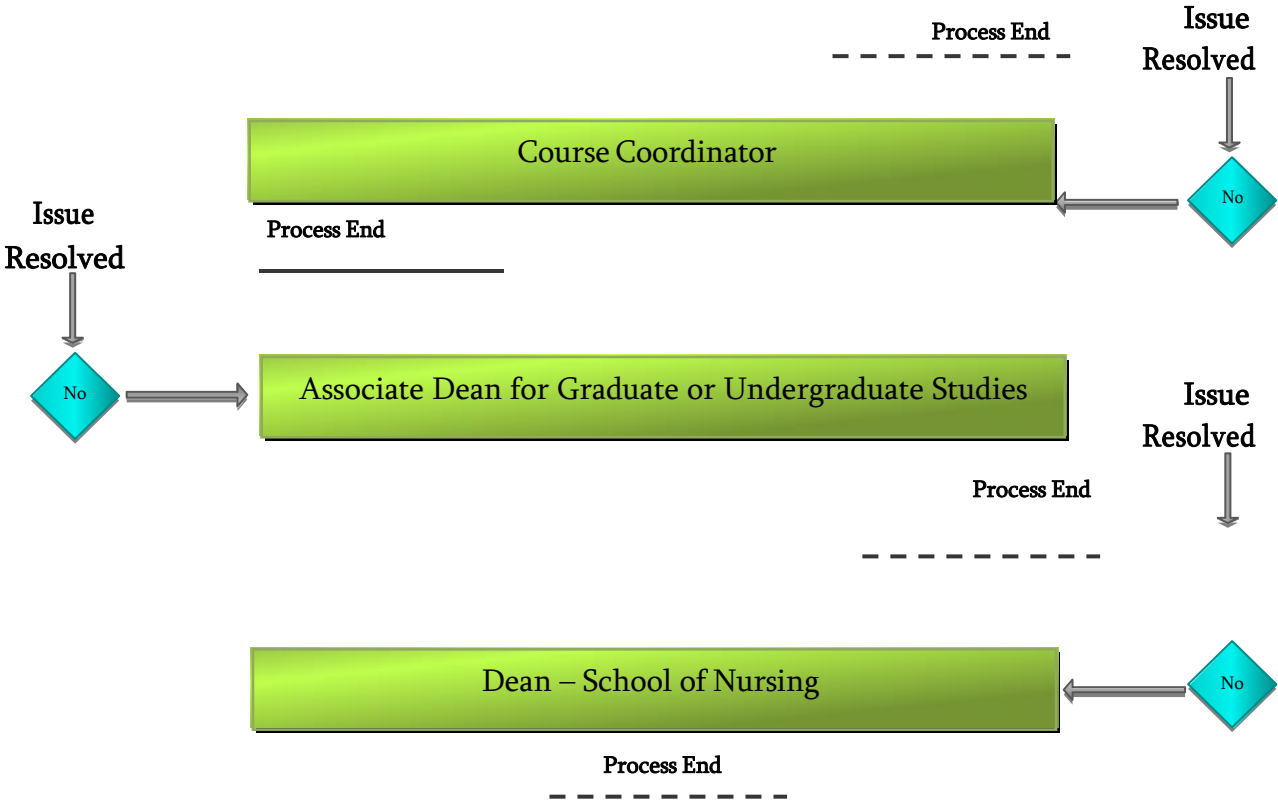 Process End
Issue
Resolved
Course Coordinator
No
Process End
Issue
Resolved
No
Associate Dean for Graduate or Undergraduate Studies
Issue
Resolved
Process End
Dean – School of Nursing
No
Process End